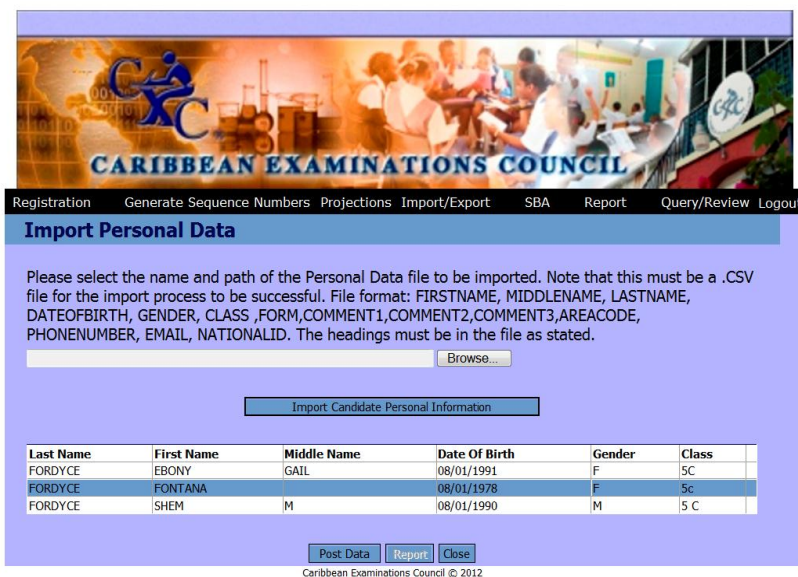 CXC
CXC
CARIBBEAN EXAMINATIONS COUNCIL
Registration Generate Sequence Numbers Projections Import/Export SBA Report Query/Review Logout
Import Personal Data
Please select the name and path of the Personal Data file to be imported. Note that this must be a .CSV
file for the import process to be successful. File format: FIRSTNAME, MIDDLENAME, LASTNAME,
DATEOFBIRTH, GENDER, CLASS ,FORM,COMMENT1,COMMENT2,COMMENT3,AREACODE,
PHONENUMBER, EMAIL, NATIONALID. The headings must be in the file as stated.
Browse...
Import Candidate Personal Information
Last Name First Name Middle Name Date Of Birth Gender Class
FORDYCE EBONY GAIL 08/01/1991 F 5C
FORDYCE FONTANA 08/01/1978 F 5c
FORDYCE SHEM M 08/01/1990 M 5 C
Post Data Report Close
Caribbean Examinations Council © 2012